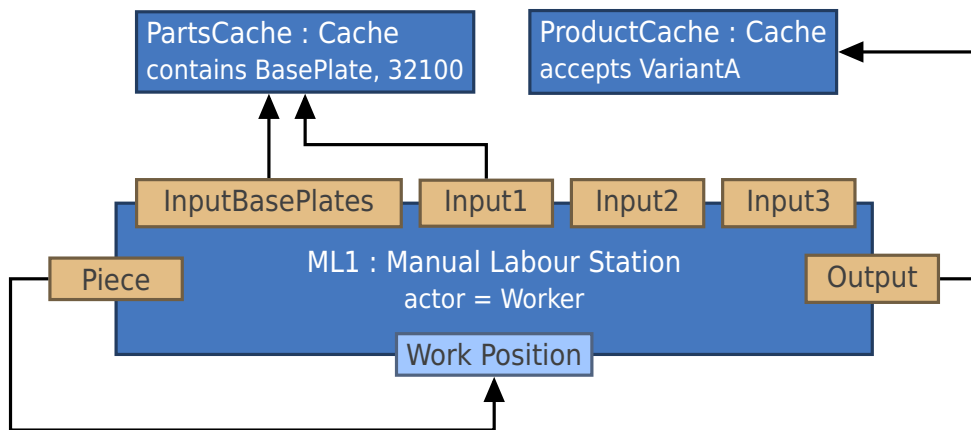 PartsCache : Cache
contains BasePlate, 32100
ProductCache : Cache
accepts VariantA
InputBasePlates
Input1
Input2
Input3
ML1 : Manual Labour Station
actor = Worker
Piece
Output
Work Position